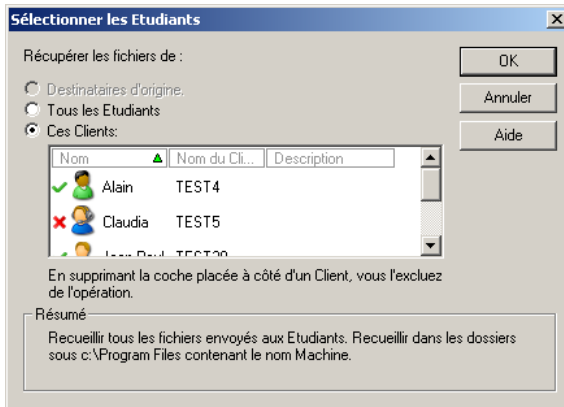 Sélectionner les Etudiants
Récupérer les fichiers de :
OK
Destinataires d'origine.
Annuler
Tous les Etudiants
Ces Clients:
Aide
Nom Nom du Cli... Description
Alain TEST4
Claudia TEST5
En supprimant la coche placée à côté d'un Client, vous l'excluez
de l'opération.
Résumé
Recueillir tous les fichiers envoyés aux Etudiants. Recueillir dans les dossiers
sous c:\Program Files contenant le nom Machine.